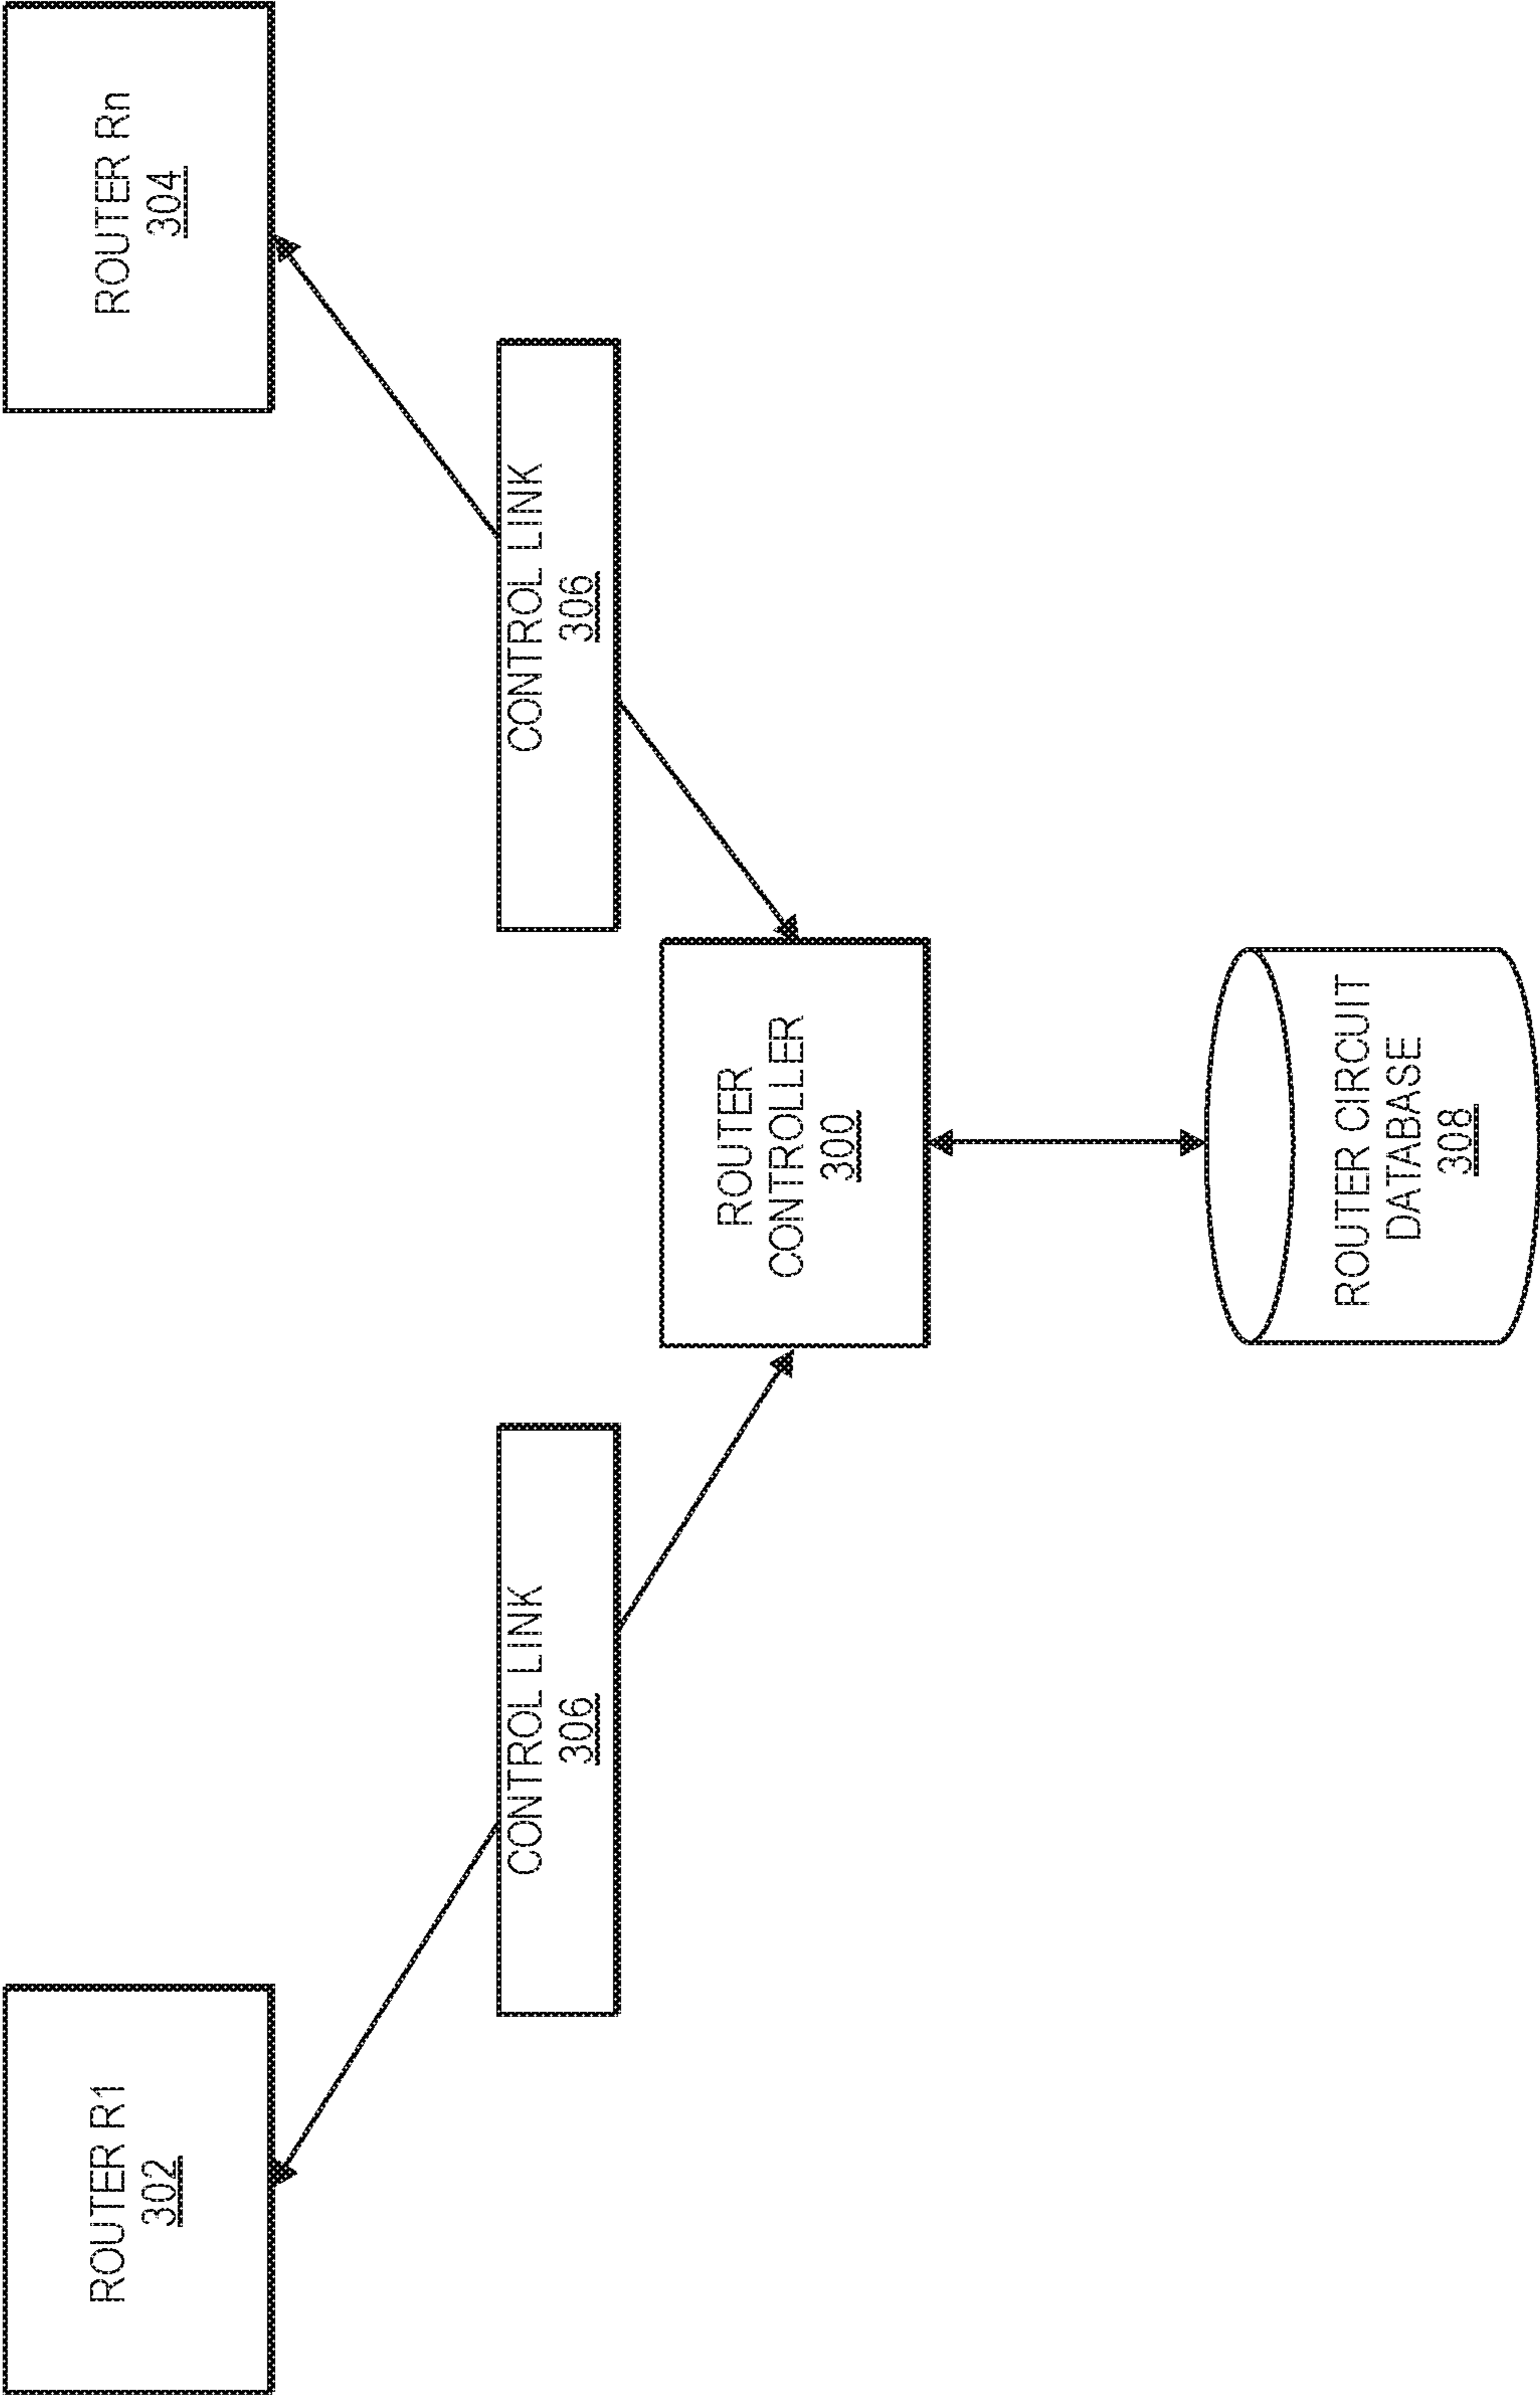 ROUTER R1
302
ROUTER Rn
304
CONTROL LINK
306
CONTROL LINK
306
ROUTER
CONTROLLER
300
ROUTER CIRCUIT
DATABASE
308